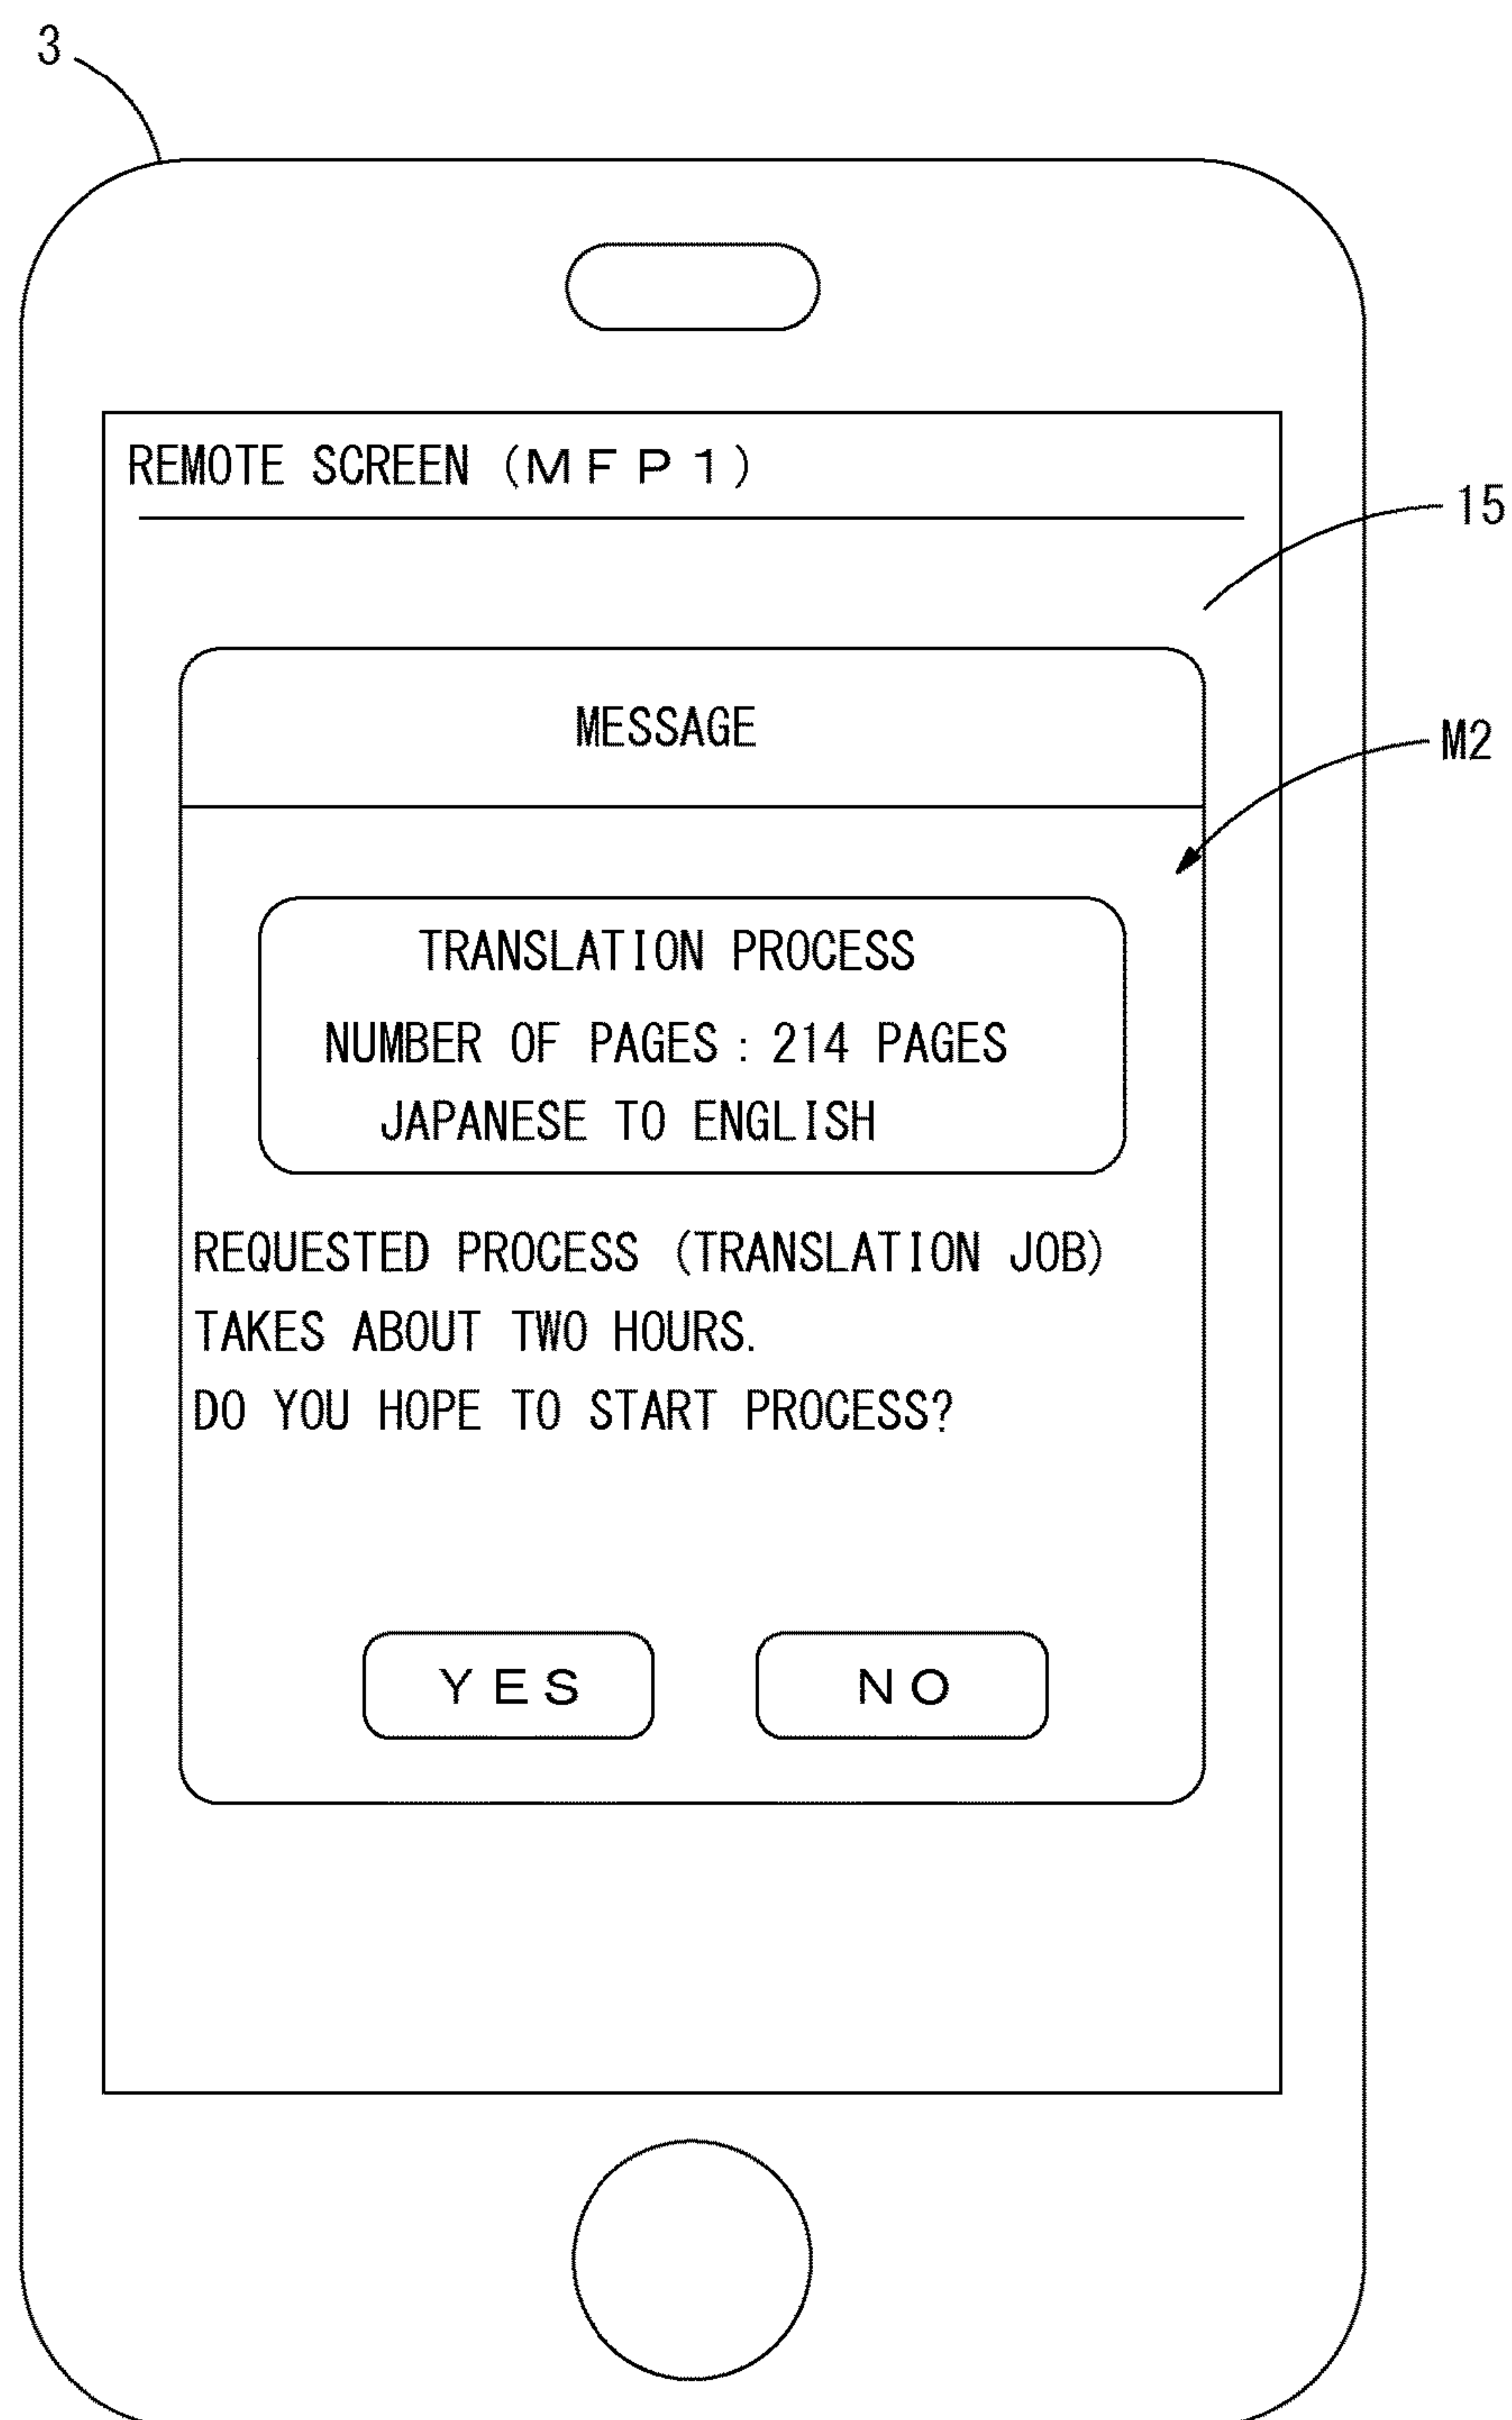 3
REMOTE SCREEN (MFP1)
15
MESSAGE
M2
TRANSLATION PROCESS
NUMBER OF PAGES : 214 PAGES
JAPANESE TO ENGLISH
REQUESTED PROCESS (TRANSLATION JOB)
TAKES ABOUT TWO HOURS.
DO YOU HOPE TO START PROCESS?
YES NO